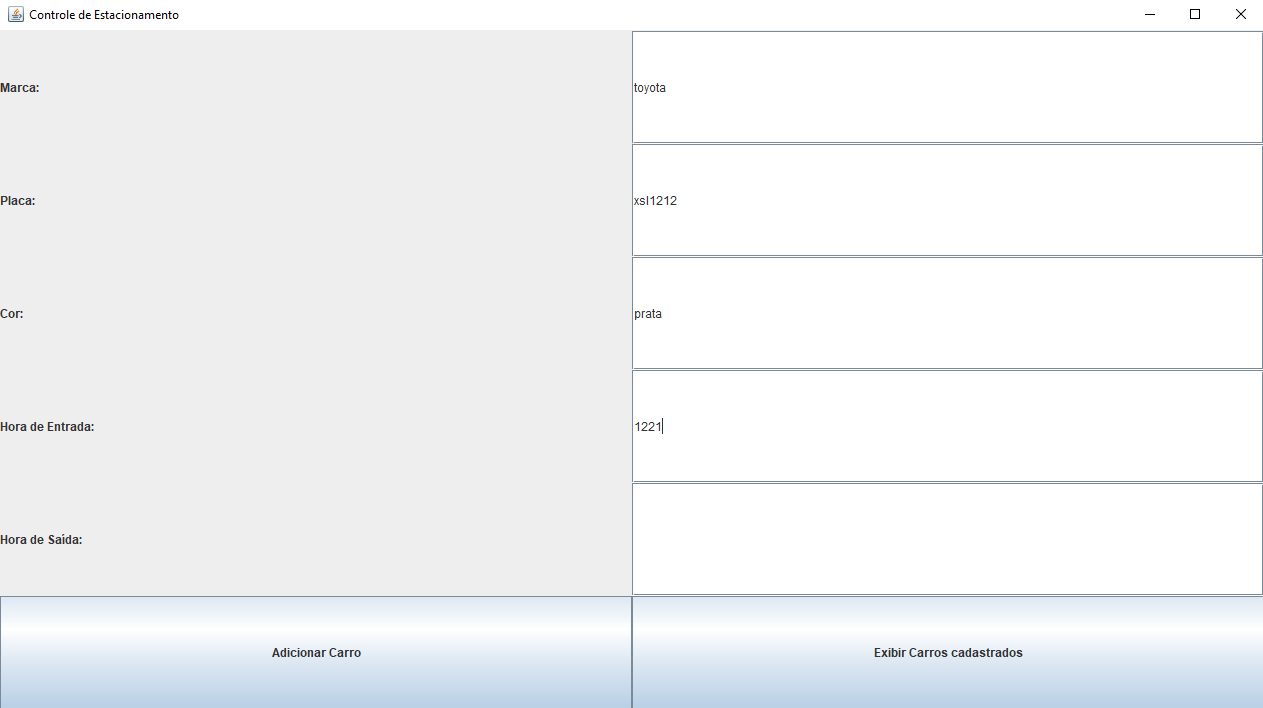 Controle de Estacionamento
Marca:
toyota
Placa:
xsl1212
Cor:
prata
Hora de Entrada:
1221
Hora de Saída:
Adicionar Carro
Exibir Carros cadastrados